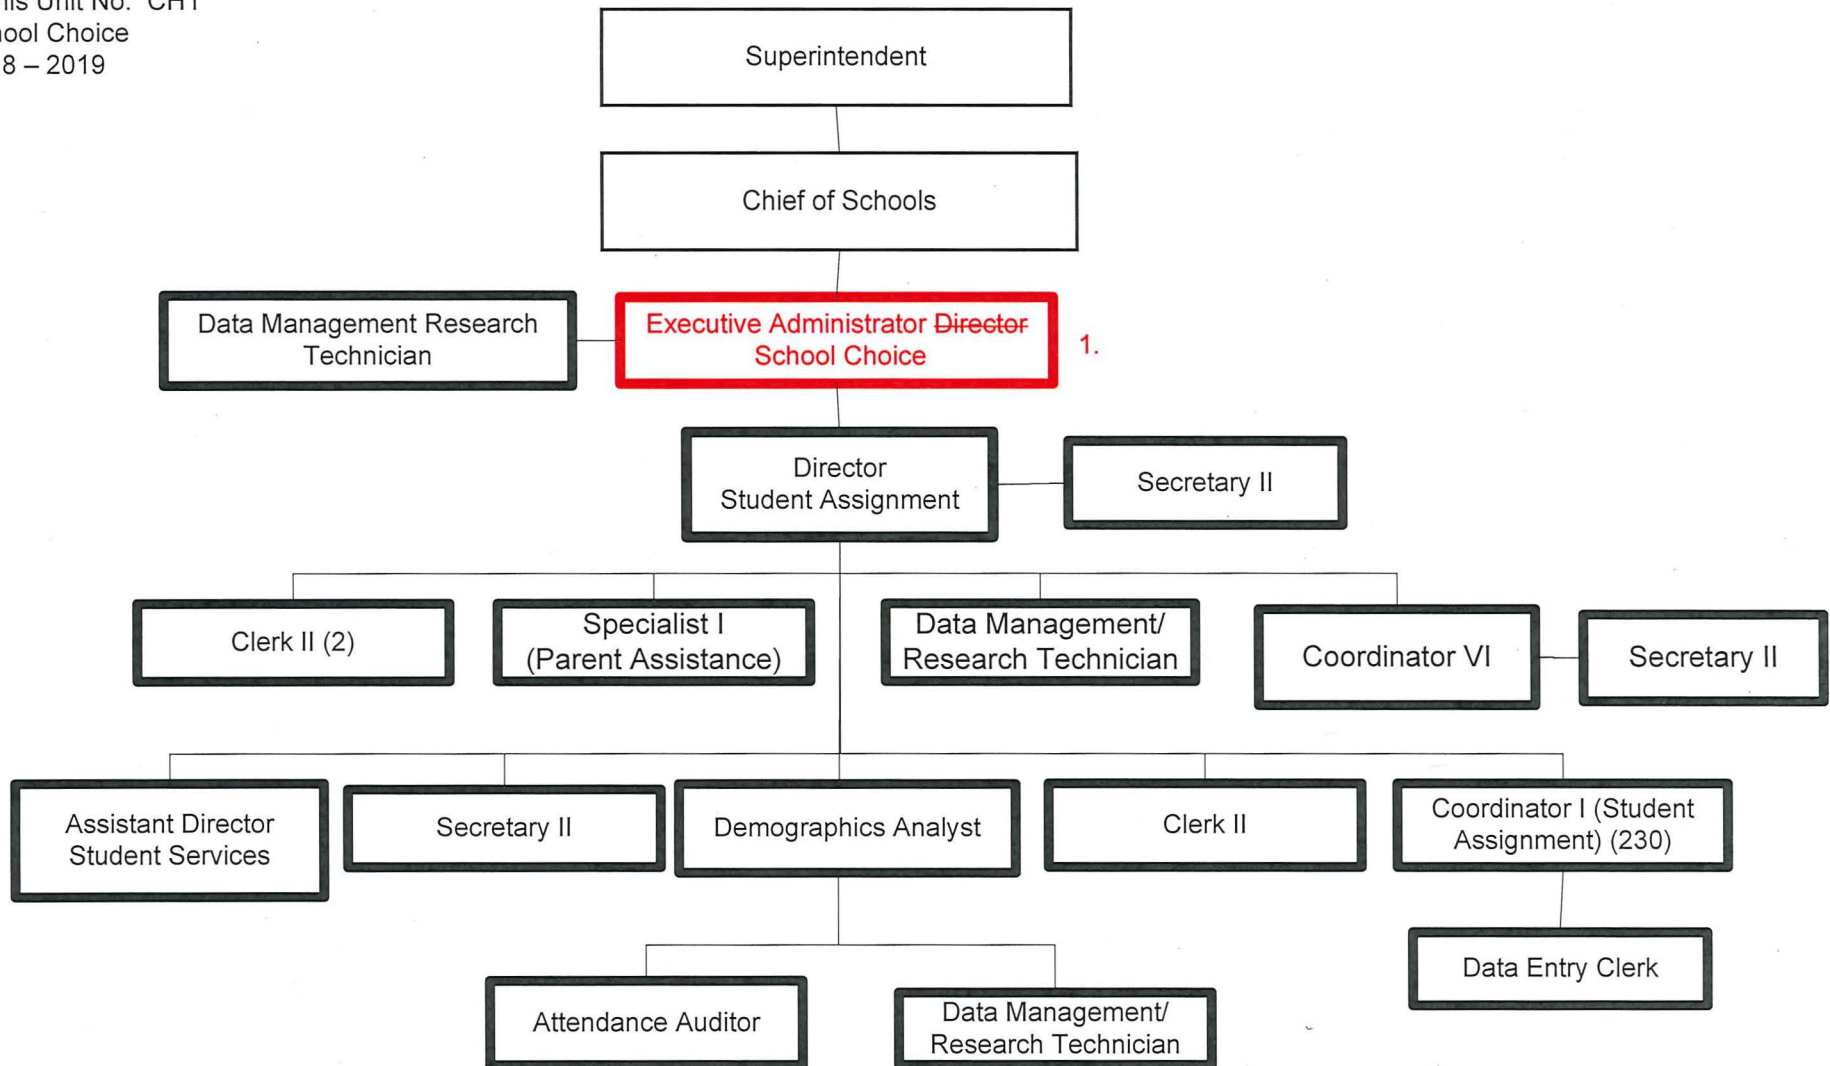 Unit No. CH1
Choice
8 – 2019
Superintendent
Chief of Schools
Data Management Research
Technician
Executive Administrator Director
School Choice
1.
Director
Student Assignment
Secretary II
Clerk II (2)
Specialist I
(Parent Assistance)
Data Management/
Research Technician
Coordinator VI
Secretary II
Assistant Director
Student Services
Secretary II
Demographics Analyst
Clerk II
Coordinator I (Student
Assignment) (230)
Data Entry Clerk
Attendance Auditor
Data Management/
Research Technician